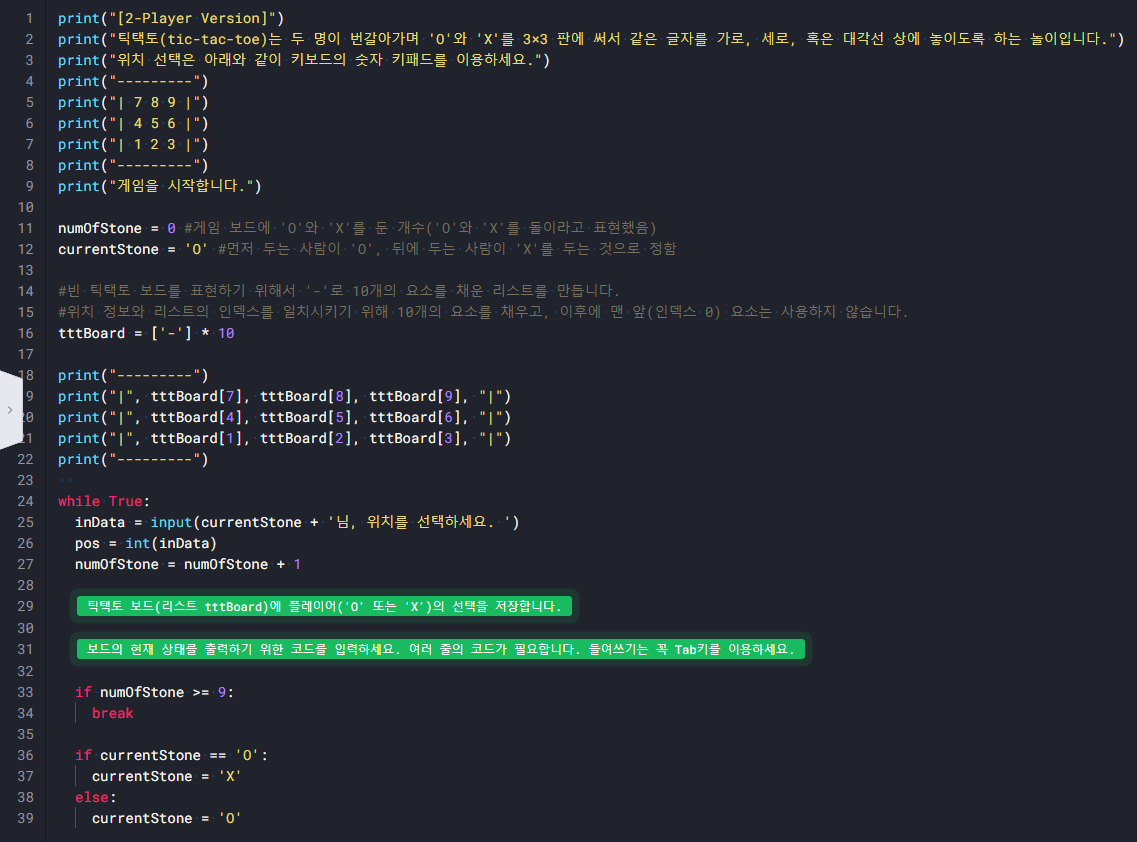 1 print("[2-Player Version]")
2 print("틱택토(tic-tac-toe)는 두 명이 번갈아가며 'O'와 'X'를 3×3 판에 써서 같은 글자를 가로, 세로, 혹은 대각선 상에 놓이도록 하는 놀이입니다.")
3 print("위치 선택은 아래와 같이 키보드의 숫자 키패드를 이용하세요.")
4 print("---------")
5 print("| 7 8 9 |")
6 print("| 4 5 6 |")
7 print("| 1 2 3 |")
8 print("---------")
9 print("게임을 시작합니다.")
10
11 numOfStone = 0 #게임 보드에 'O'와 'X'를 둔 개수('O'와 'X'를 돌이라고 표현했음)
12 currentStone = 'O' #먼저 두는 사람이 'O', 뒤에 두는 사람이 'X'를 두는 것으로 정함
13
14 #빈 틱택토 보드를 표현하기 위해서 '-'로 10개의 요소를 채운 리스트를 만듭니다.
15 #위치 정보와 리스트의 인덱스를 일치시키기 위해 10개의 요소를 채우고, 이후에 맨 앞(인덱스 0) 요소는 사용하지 않습니다.
16 tttBoard = ['-'] * 10
17
18 print("---------")
9 print("|", tttBoard[7], tttBoard[8], tttBoard[9], "|")
20 print("|", tttBoard[4], tttBoard[5], tttBoard[6], "|")
21 print("|", tttBoard[1], tttBoard[2], tttBoard[3], "|")
22 print("---------")
23
24 while True:
25 inData = input(currentStone + '님, 위치를 선택하세요. ')
26 pos = int(inData)
27 numOfStone = numOfStone + 1
28
29 틱택토 보드(리스트 tttBoard)에 플레이어('O' 또는 'X')의 선택을 저장합니다.
30
31 보드의 현재 상태를 출력하기 위한 코드를 입력하세요. 여러 줄의 코드가 필요합니다. 들여쓰기는 꼭 Tab키를 이용하세요.
32
33 if numOfStone >= 9:
34 break
35
36 if currentStone == 'O':
37 currentStone = 'X'
38 else:
39 currentStone = 'O'